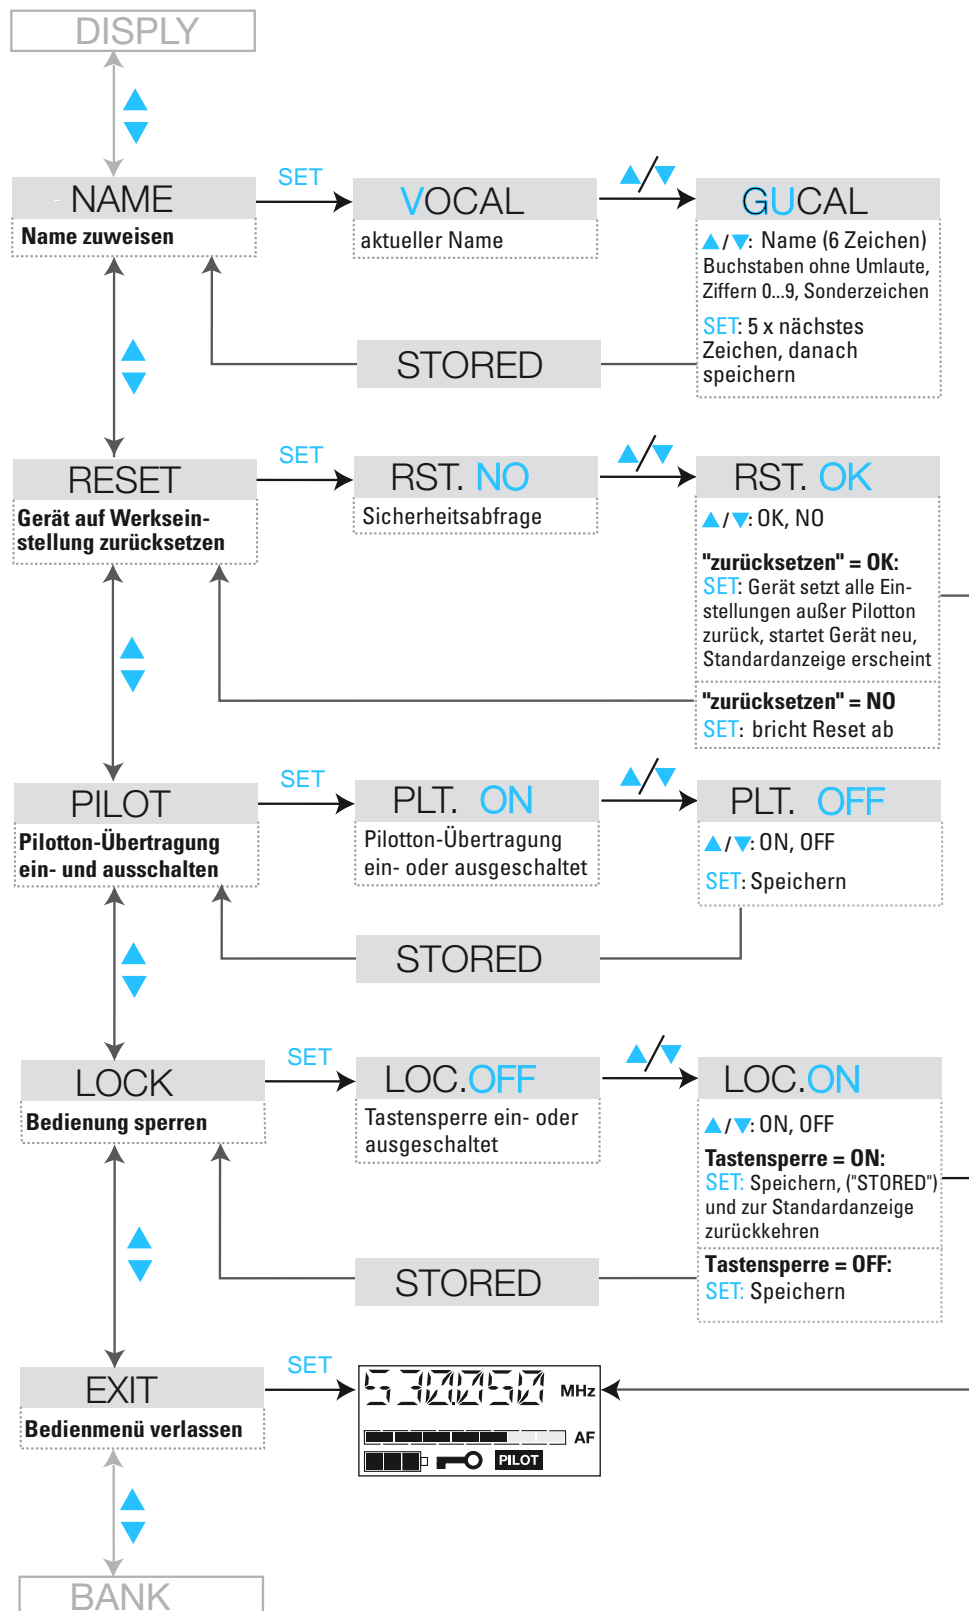 DISPLY
NAME
Name zuweisen
SET
VOCAL
aktueller Name
▲/▼
GUCAL
▲/▼: Name (6 Zeichen)
Buchstaben ohne Umlaute,
Ziffern 0...9, Sonderzeichen
SET: 5 x nächstes
Zeichen, danach
speichern
STORED
RESET
Gerät auf Werksein-
stellung zurücksetzen
SET
RST. NO
Sicherheitsabfrage
▲/▼
RST. OK
▲/▼: OK, NO
"zurücksetzen" = OK:
SET: Gerät setzt alle Ein-
stellungen außer Pilotton
zurück, startet Gerät neu,
Standardanzeige erscheint
"zurücksetzen" = NO
SET: bricht Reset ab
PILOT
Pilotton-Übertragung
ein- und ausschalten
SET
PLT. ON
Pilotton-Übertragung
ein- oder ausgeschaltet
▲/▼
PLT. OFF
▲/▼: ON, OFF
SET: Speichern
STORED
LOCK
Bedienung sperren
SET
LOC.OFF
Tastensperre ein- oder
ausgeschaltet
▲/▼
LOC.ON
▲/▼: ON, OFF
Tastensperre = ON:
SET: Speichern, ("STORED")
und zur Standardanzeige
zurückkehren
Tastensperre = OFF:
SET: Speichern
STORED
EXIT
Bedienmenü verlassen
SET
530.050 MHz
AF
PILOT
BANK